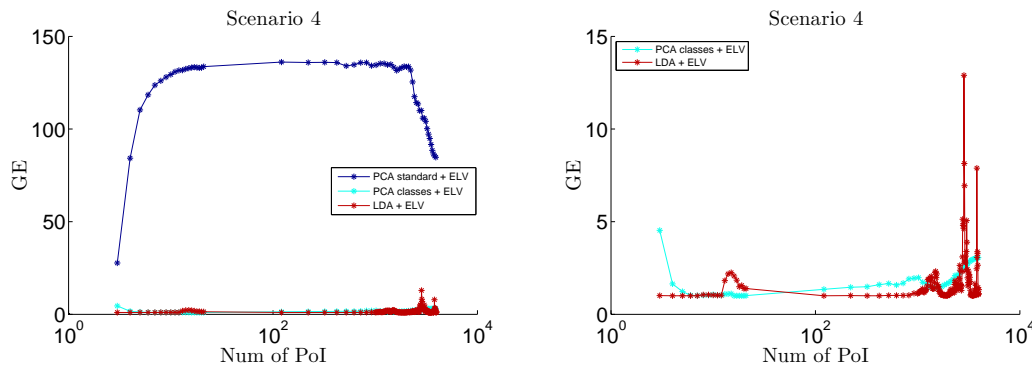 Scenario 4
150
100
50
0
GE
10^0
10^2
10^4
Num of PoI
PCA standard + ELV
PCA classes + ELV
LDA + ELV
Scenario 4
15
10
5
0
GE
10^0
10^2
10^4
Num of PoI
PCA classes + ELV
LDA + ELV